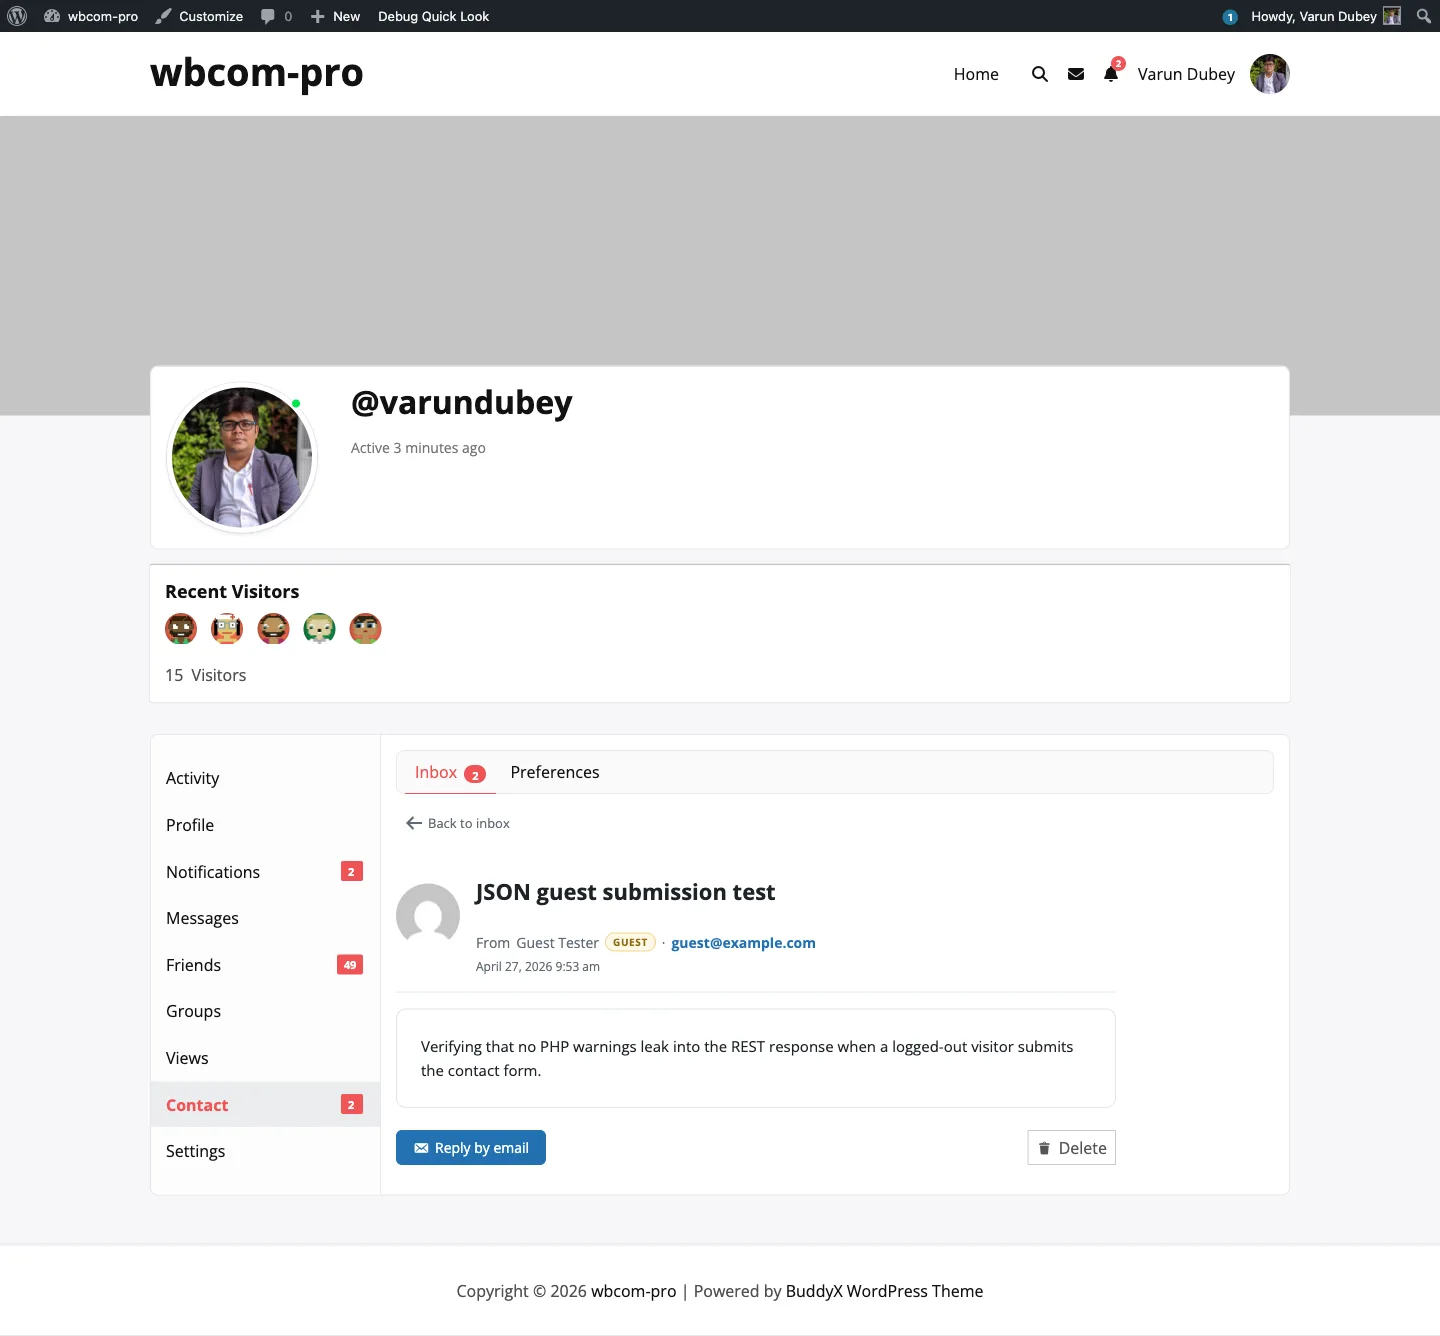 wbcom-pro Customize 0 New Debug Quick Look 1 Howdy, Varun Dubey
wbcom-pro
Home 2 Varun Dubey
@varundubey
Active 3 minutes ago
Recent Visitors
15 Visitors
Activity
Profile
Notifications 2
Messages
Friends 49
Groups
Views
Contact 2
Settings
Inbox 2 Preferences
Back to inbox
JSON guest submission test
From Guest Tester GUEST · guest@example.com
April 27, 2026 9:53 am
Verifying that no PHP warnings leak into the REST response when a logged-out visitor submits
the contact form.
Reply by email
Delete
Copyright © 2026 wbcom-pro | Powered by BuddyX WordPress Theme